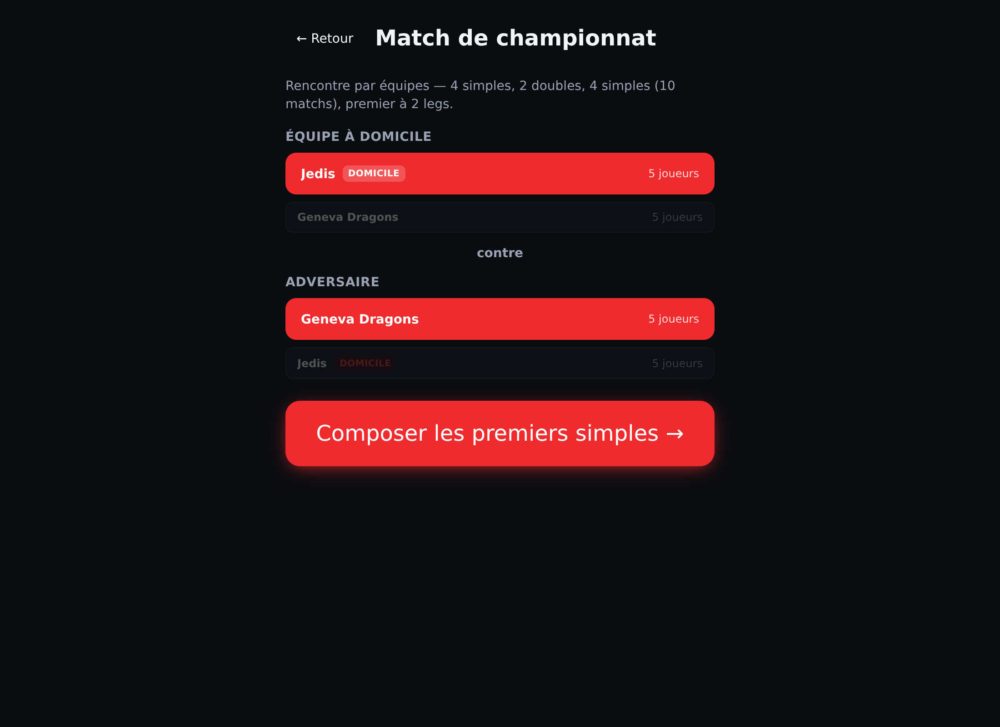 ← Retour
Match de championnat
Rencontre par équipes — 4 simples, 2 doubles, 4 simples (10
matchs), premier à 2 legs.
ÉQUIPE À DOMICILE
Jedis DOMICILE 5 joueurs
Geneva Dragons 5 joueurs
contre
ADVERSAIRE
Geneva Dragons 5 joueurs
Jedis DOMICILE 5 joueurs
Composer les premiers simples →